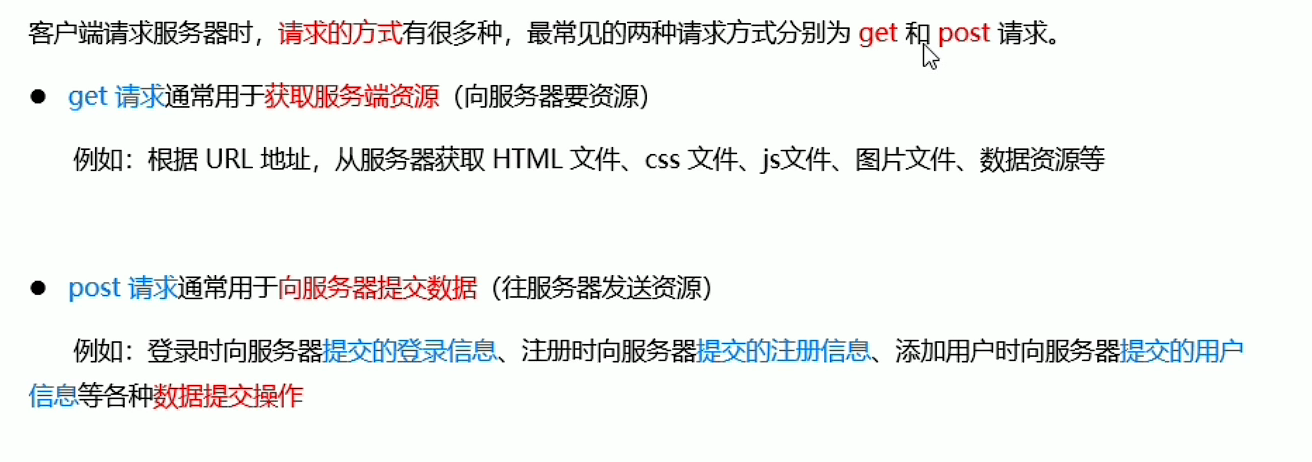 客户端请求服务器时，请求的方式有很多种，最常见的两种请求方式分别为 get 和 post 请求。
● get 请求通常用于获取服务端资源（向服务器要资源）
例如：根据 URL 地址，从服务器获取 HTML 文件、css 文件、js文件、图片文件、数据资源等
● post 请求通常用于向服务器提交数据（往服务器发送资源）
例如：登录时向服务器提交的登录信息、注册时向服务器提交的注册信息、添加用户时向服务器提交的用户
信息等各种数据提交操作